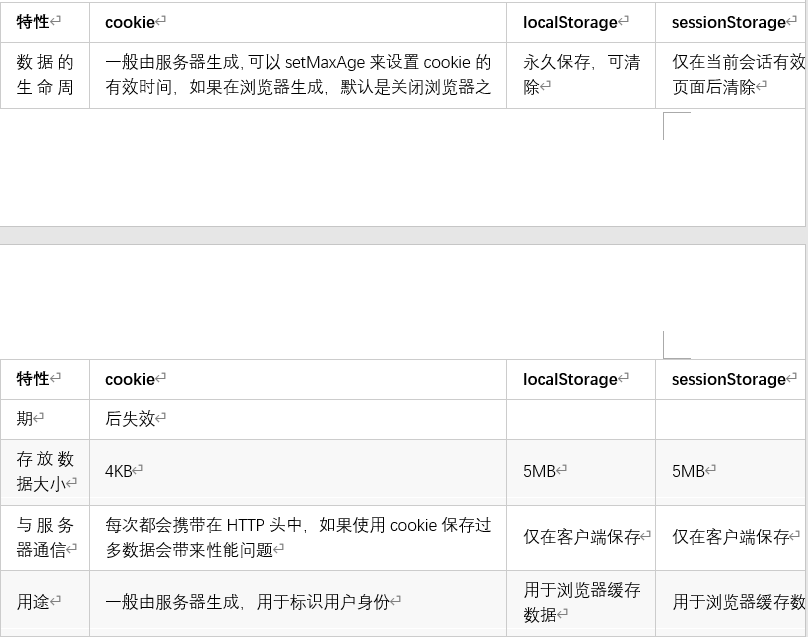 特性 cookie localStorage sessionStorage
数据的 一般由服务器生成,可以 setMaxAge 来设置 cookie 的 永久保存，可清 仅在当前会话有效
生命周 有效时间，如果在浏览器生成，默认是关闭浏览器之 除 页面后清除
特性 cookie localStorage sessionStorage
期 后失效
存放数
据大小 4KB 5MB 5MB
与服务 每次都会携带在 HTTP 头中，如果使用 cookie 保存过 仅在客户端保存 仅在客户端保存
器通信 多数据会带来性能问题
用途 一般由服务器生成，用于标识用户身份 用于浏览器缓存 用于浏览器缓存数
数据